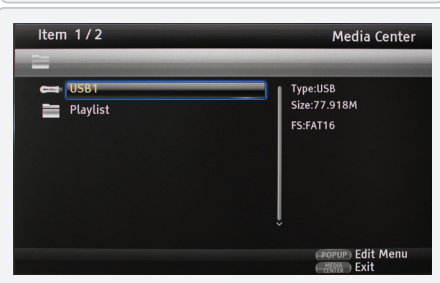 Item 1/2
Media Center
USB1
Playlist
Type:USB
Size:77.918M
FS:FAT16
POPUP Edit Menu
MEDIA CENTER Exit